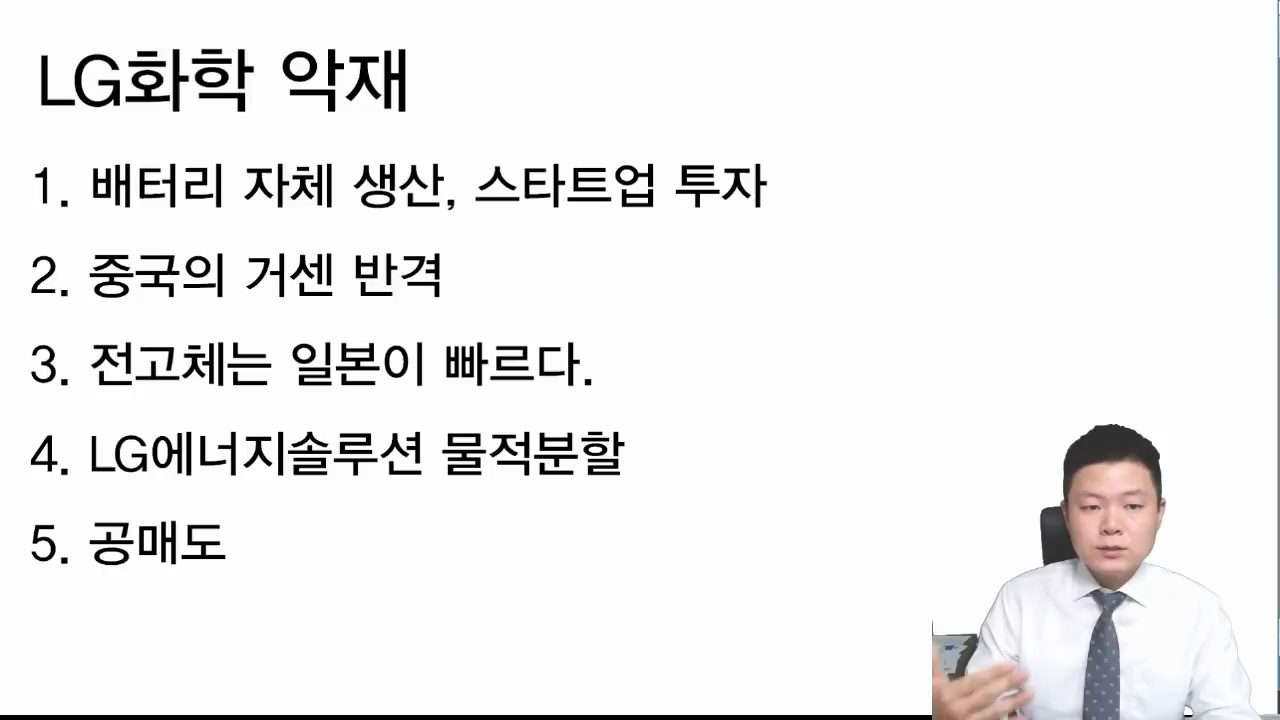 LG화학 악재
1. 배터리 자체 생산, 스타트업 투자
2. 중국의 거센 반격
3. 전고체는 일본이 빠르다.
4. LG에너지솔루션 물적분할
5. 공매도